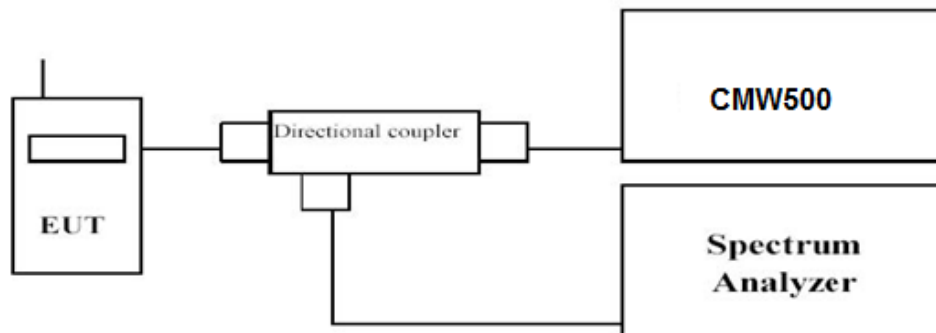 CMW500
Directional coupler
EUT
Spectrum
Analyzer